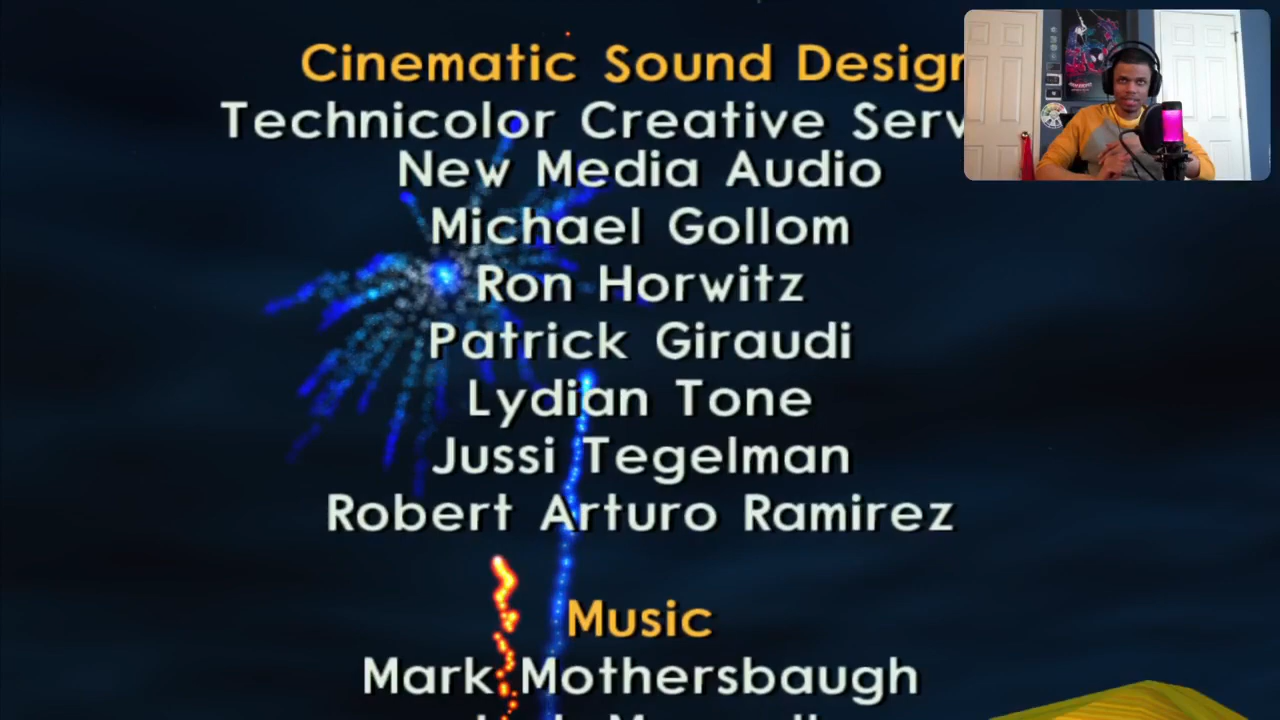 Cinematic Sound Design
Technicolor Creative
New Media Audio
Michael Gollom
Ron Horwitz
Patrick Giraudi
Lydian Tone
Jussi Tegelman
Robert Arturo Ramirez
Music
Mark Mothersbaugh